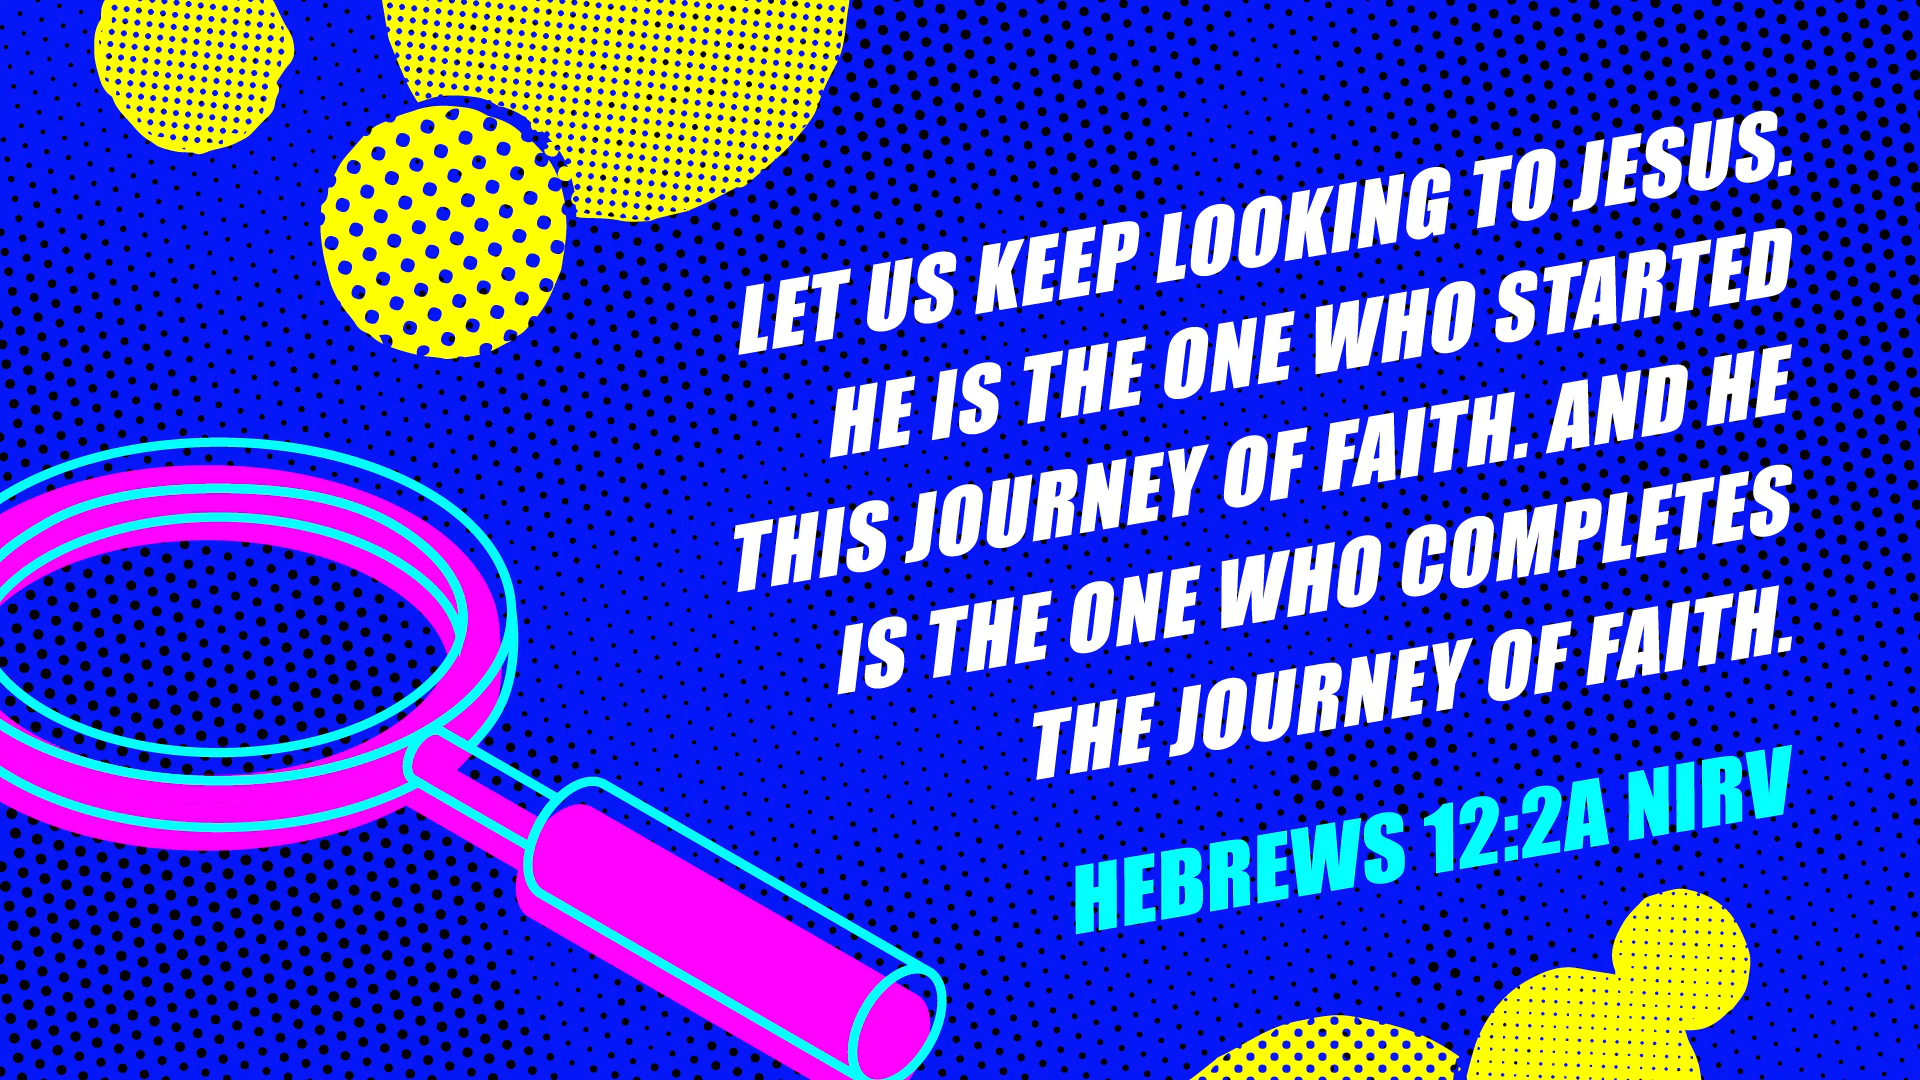 LET US KEEP LOOKING TO JESUS.
HE IS THE ONE WHO STARTED
THIS JOURNEY OF FAITH. AND HE
IS THE ONE WHO COMPLETES
THE JOURNEY OF FAITH.
HEBREWS 12:2A NIRV